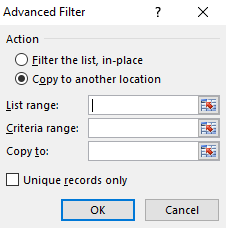 Advanced Filter
Action
Filter the list, in-place
Copy to another location
List range:
Criteria range:
Copy to:
Unique records only
OK
Cancel